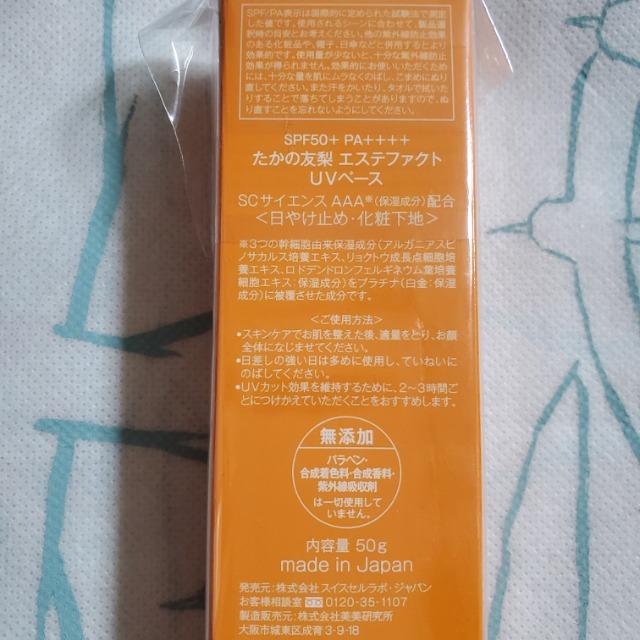 SPF/PA表示は国際的に定められた試験法で測定
した値です。使用されるシーンに合わせて、製品選
択時の目安とお考えください。他の紫外線防止効果
のある化粧品や、帽子、日傘などと併用するとより
効果的です。使用量が少ないと、十分な紫外線防止
効果が得られません。効果的にお使いいただくため
には、十分な量を肌にムラなくのばし、こまめにぬり
直してください。また汗をかいたり、タオルで拭いた
りすることで落ちてしまうことがありますので、ぬ
り直すことを忘れないようにしてください。
SPF50+ PA++++
たかの友梨 エステファクト
UVベース
SCサイエンスAAA※(保湿成分)配合
<日やけ止め・化粧下地>
※3つの幹細胞由来保湿成分(アルガニアスピ
ノサカルス培養エキス、リョクトウ成長点細胞培
養エキス、ロドデンドロンフェルギネウム葉培養
細胞エキス:保湿成分)をプラチナ(白金:保湿
成分)に被覆させた成分です。
<ご使用方法>
•スキンケアでお肌を整えた後、適量をとり、お顔
全体になじませてください。
•日差しの強い日は多めに使用し、ていねいに
のばしてください。
•UVカット効果を維持するために、2~3時間ご
とにつけかえていただくことをおすすめします。
無添加
パラベン・
合成着色料・合成香料・
紫外線吸収剤
は一切使用して
いません。
内容量 50g
made in Japan
発売元:株式会社スイスセルラボ・ジャパン
お客様相談室 0120-35-1107
製造販売元:株式会社美美研究所
大阪市城東区成育3-9-18